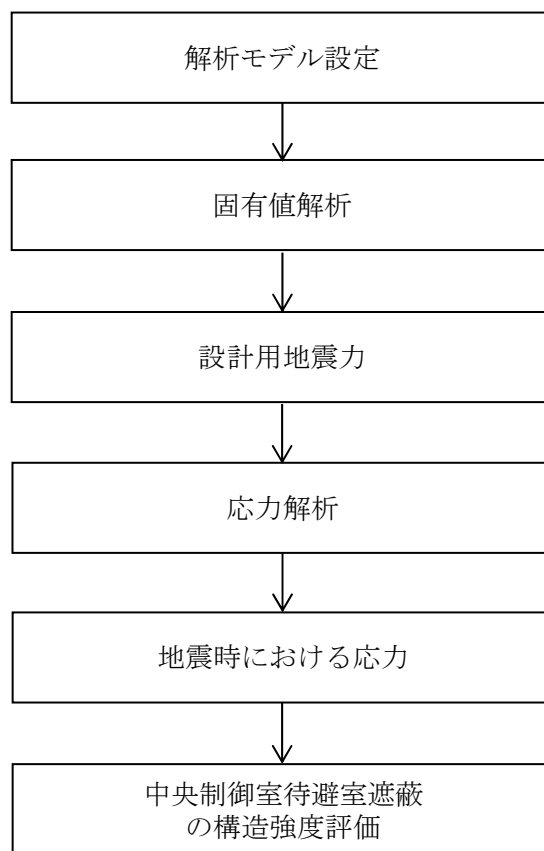 解析モデル設定
固有値解析
設計用地震力
応力解析
地震時における応力
中央制御室待避室遮蔽
の構造強度評価